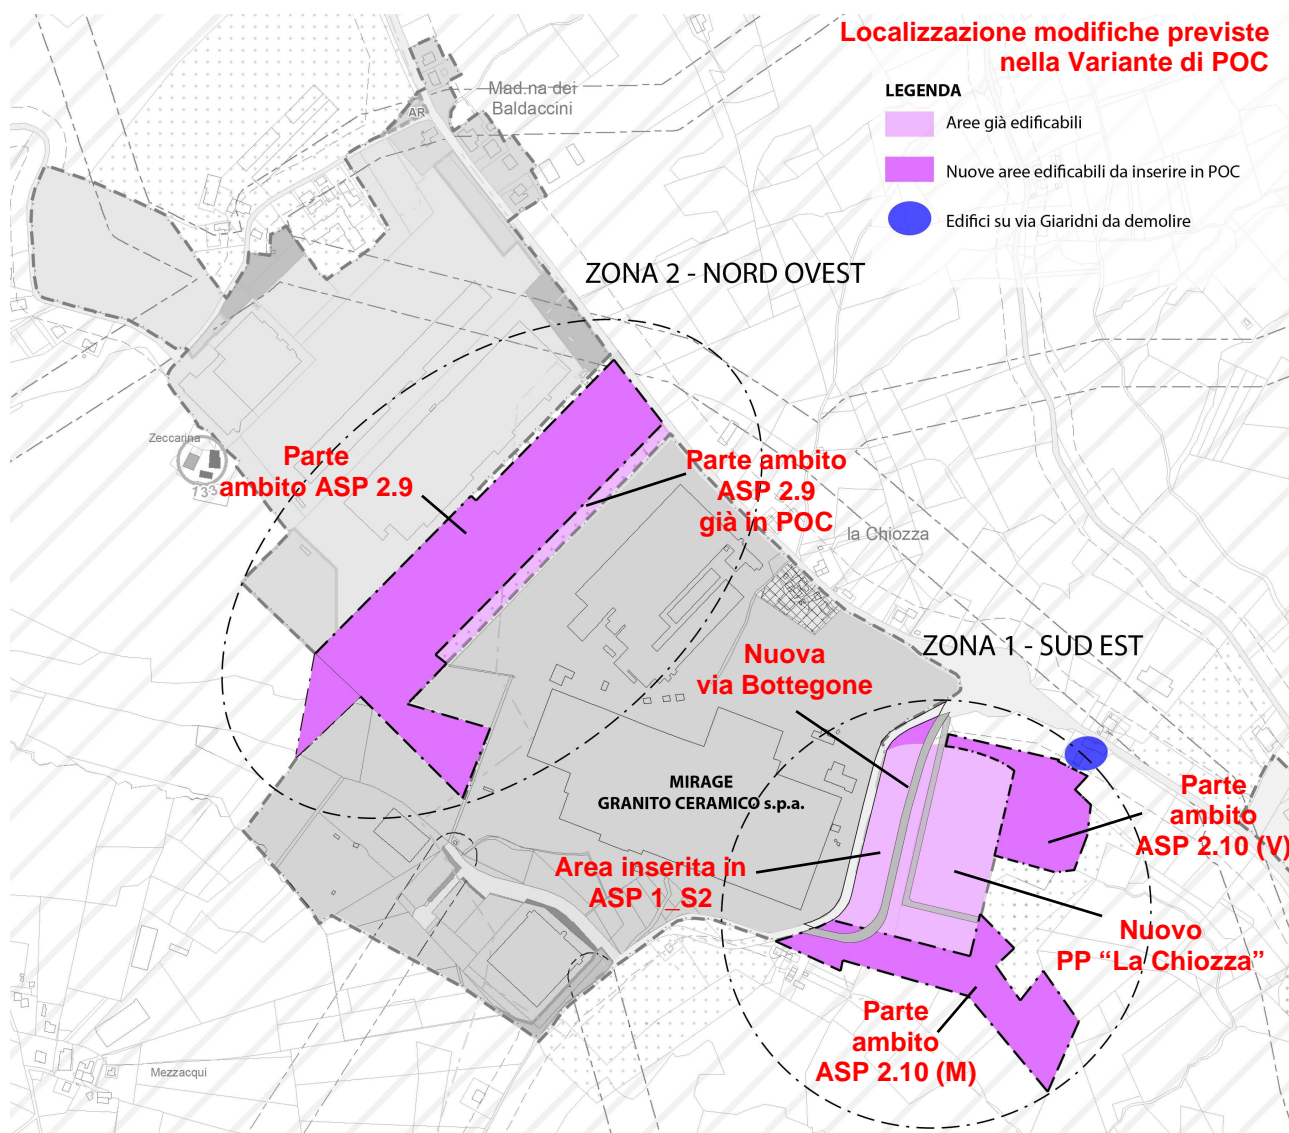 Localizzazione modifiche previste
nella Variante di POC
LEGENDA
Aree già edificabili
Nuove aree edificabili da inserire in POC
Edifici su via Giaridni da demolire
Mad.na dei
Baldaccini
AR
ZONA 2 - NORD OVEST
Zeccarina
133
Parte
ambito ASP 2.9
Parte ambito
ASP 2.9
già in POC
la Chiozza
ZONA 1 - SUD EST
Nuova
via Bottegone
MIRAGE
GRANITO CERAMICO s.p.a.
Parte
ambito
ASP 2.10 (V)
Area inserita in
ASP 1_S2
Nuovo
PP “La Chiozza”
Parte
ambito
ASP 2.10 (M)
Mezzacqui